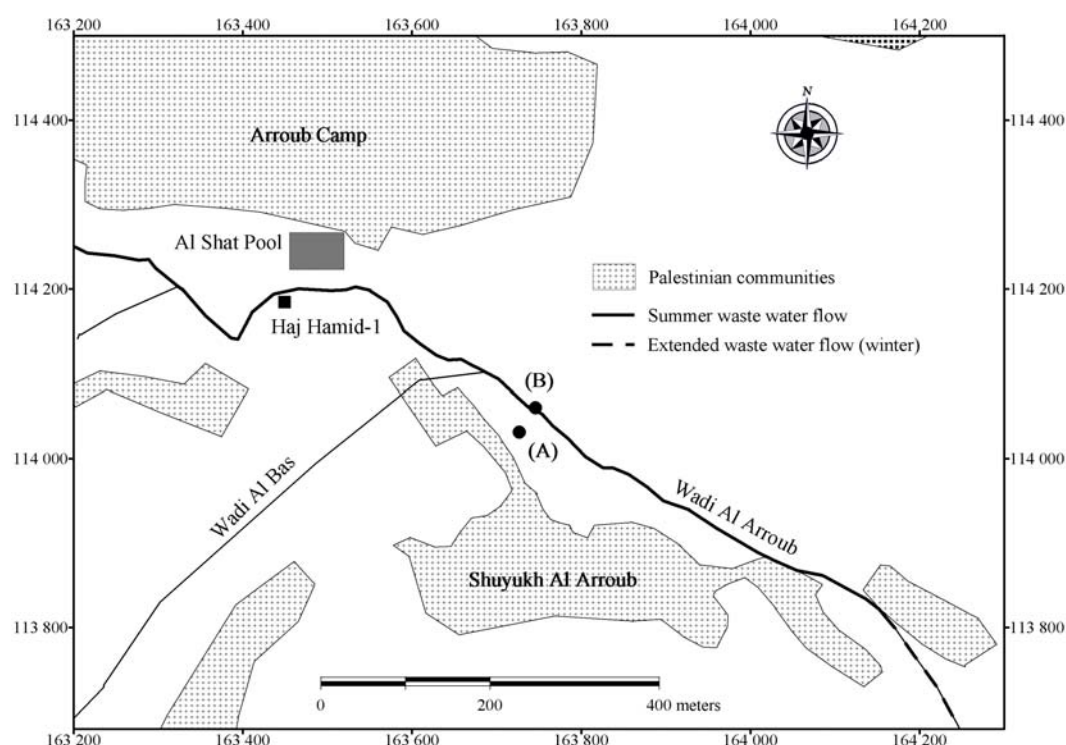 163 200 163 400 163 600 163 800 164 000 164 200
N
114 400 114 400
Arroub Camp
Al Shat Pool
Palestinian communities
114 200 114 200
Summer waste water flow
Haj Hamid-1
Extended waste water flow (winter)
(B)
(A)
114 000 114 000
Wadi Al Bas
Wadi Al Arroub
Shuyukh Al Arroub
113 800 113 800
0 200 400 meters
163 200 163 400 163 600 163 800 164 000 164 200